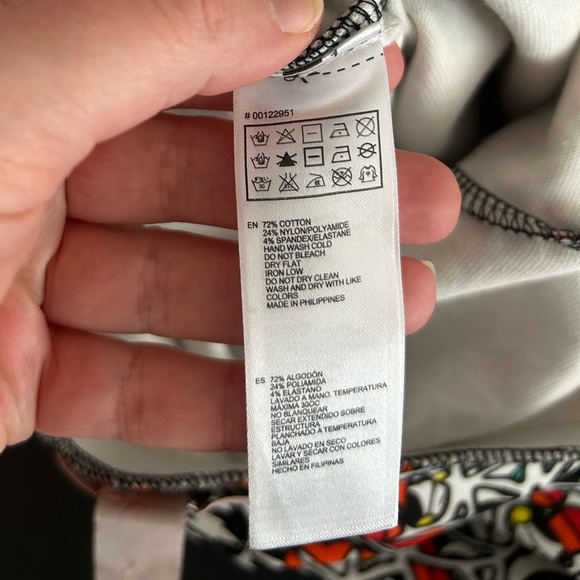 # 00122951
EN 72% COTTON
24% NYLON/POLYAMIDE
4% SPANDEX/ELASTANE
HAND WASH COLD
DO NOT BLEACH
DRY FLAT
IRON LOW
DO NOT DRY CLEAN
WASH AND DRY WITH LIKE
COLORS
MADE IN PHILIPPINES
ES 72% ALGODÓN
24% POLIAMIDA
4% ELASTANO
LAVADO A MANO. TEMPERATURA
MÁXIMA 30ºC
NO BLANQUEAR
SECAR EXTENDIDO SOBRE
ESTRUCTURA
PLANCHADO A TEMPERATURA
BAJA
NO LAVADO EN SECO
LAVAR Y SECAR CON COLORES
SIMILARES
HECHO EN FILIPINAS